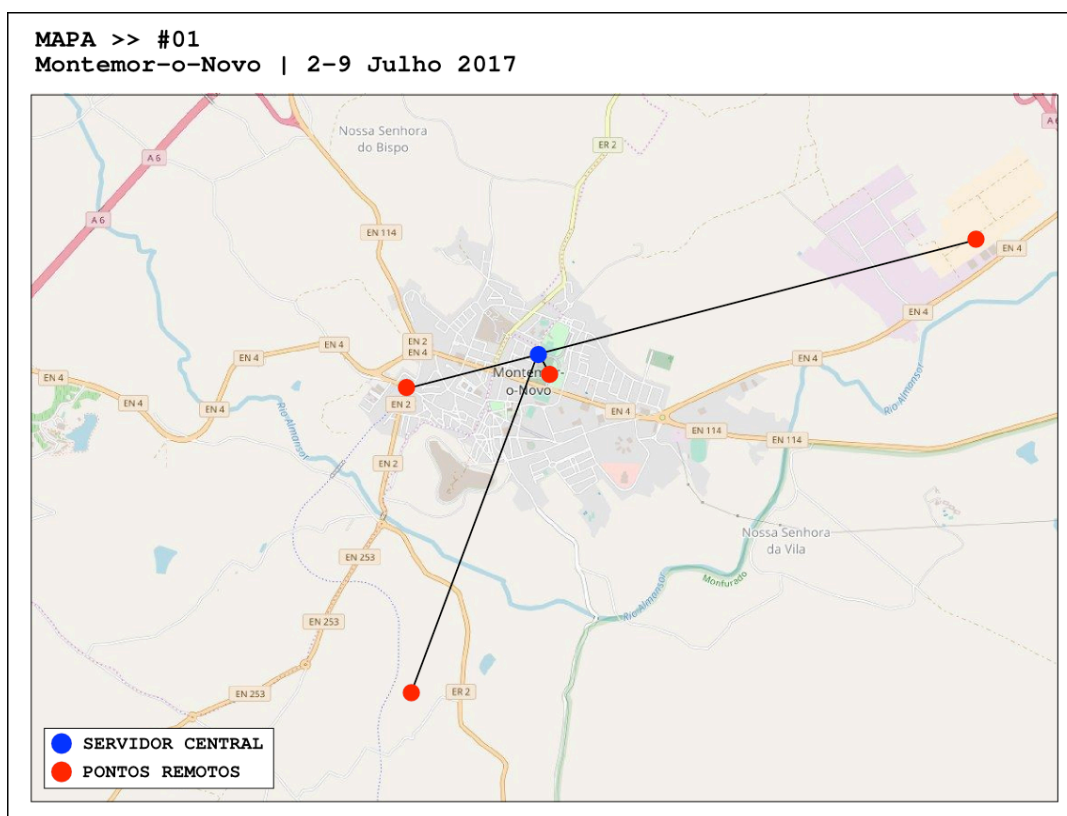 MAPA >> #01
Montemor-o-Novo | 2-9 Julho 2017
Nossa Senhora
do Bispo
A 6
A 6
A 6
ER 2
EN 114
EN 4
EN 4
EN 2
EN 4
EN 4
EN 4
EN 4
EN 4
EN 4
EN 4
Montemor-
o-Novo
EN 2
EN 4
EN 114
EN 114
Rio Almansor
Rio Almansor
EN 2
Nossa Senhora
da Vila
EN 253
Monfurado
Rio Almansor
EN 253
EN 253
ER 2
SERVIDOR CENTRAL
PONTOS REMOTOS